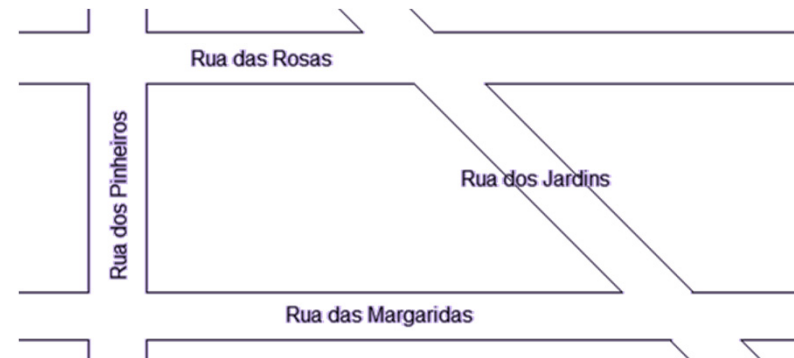 Rua das Rosas
Rua dos Pinheiros
Rua dos Jardins
Rua das Margaridas